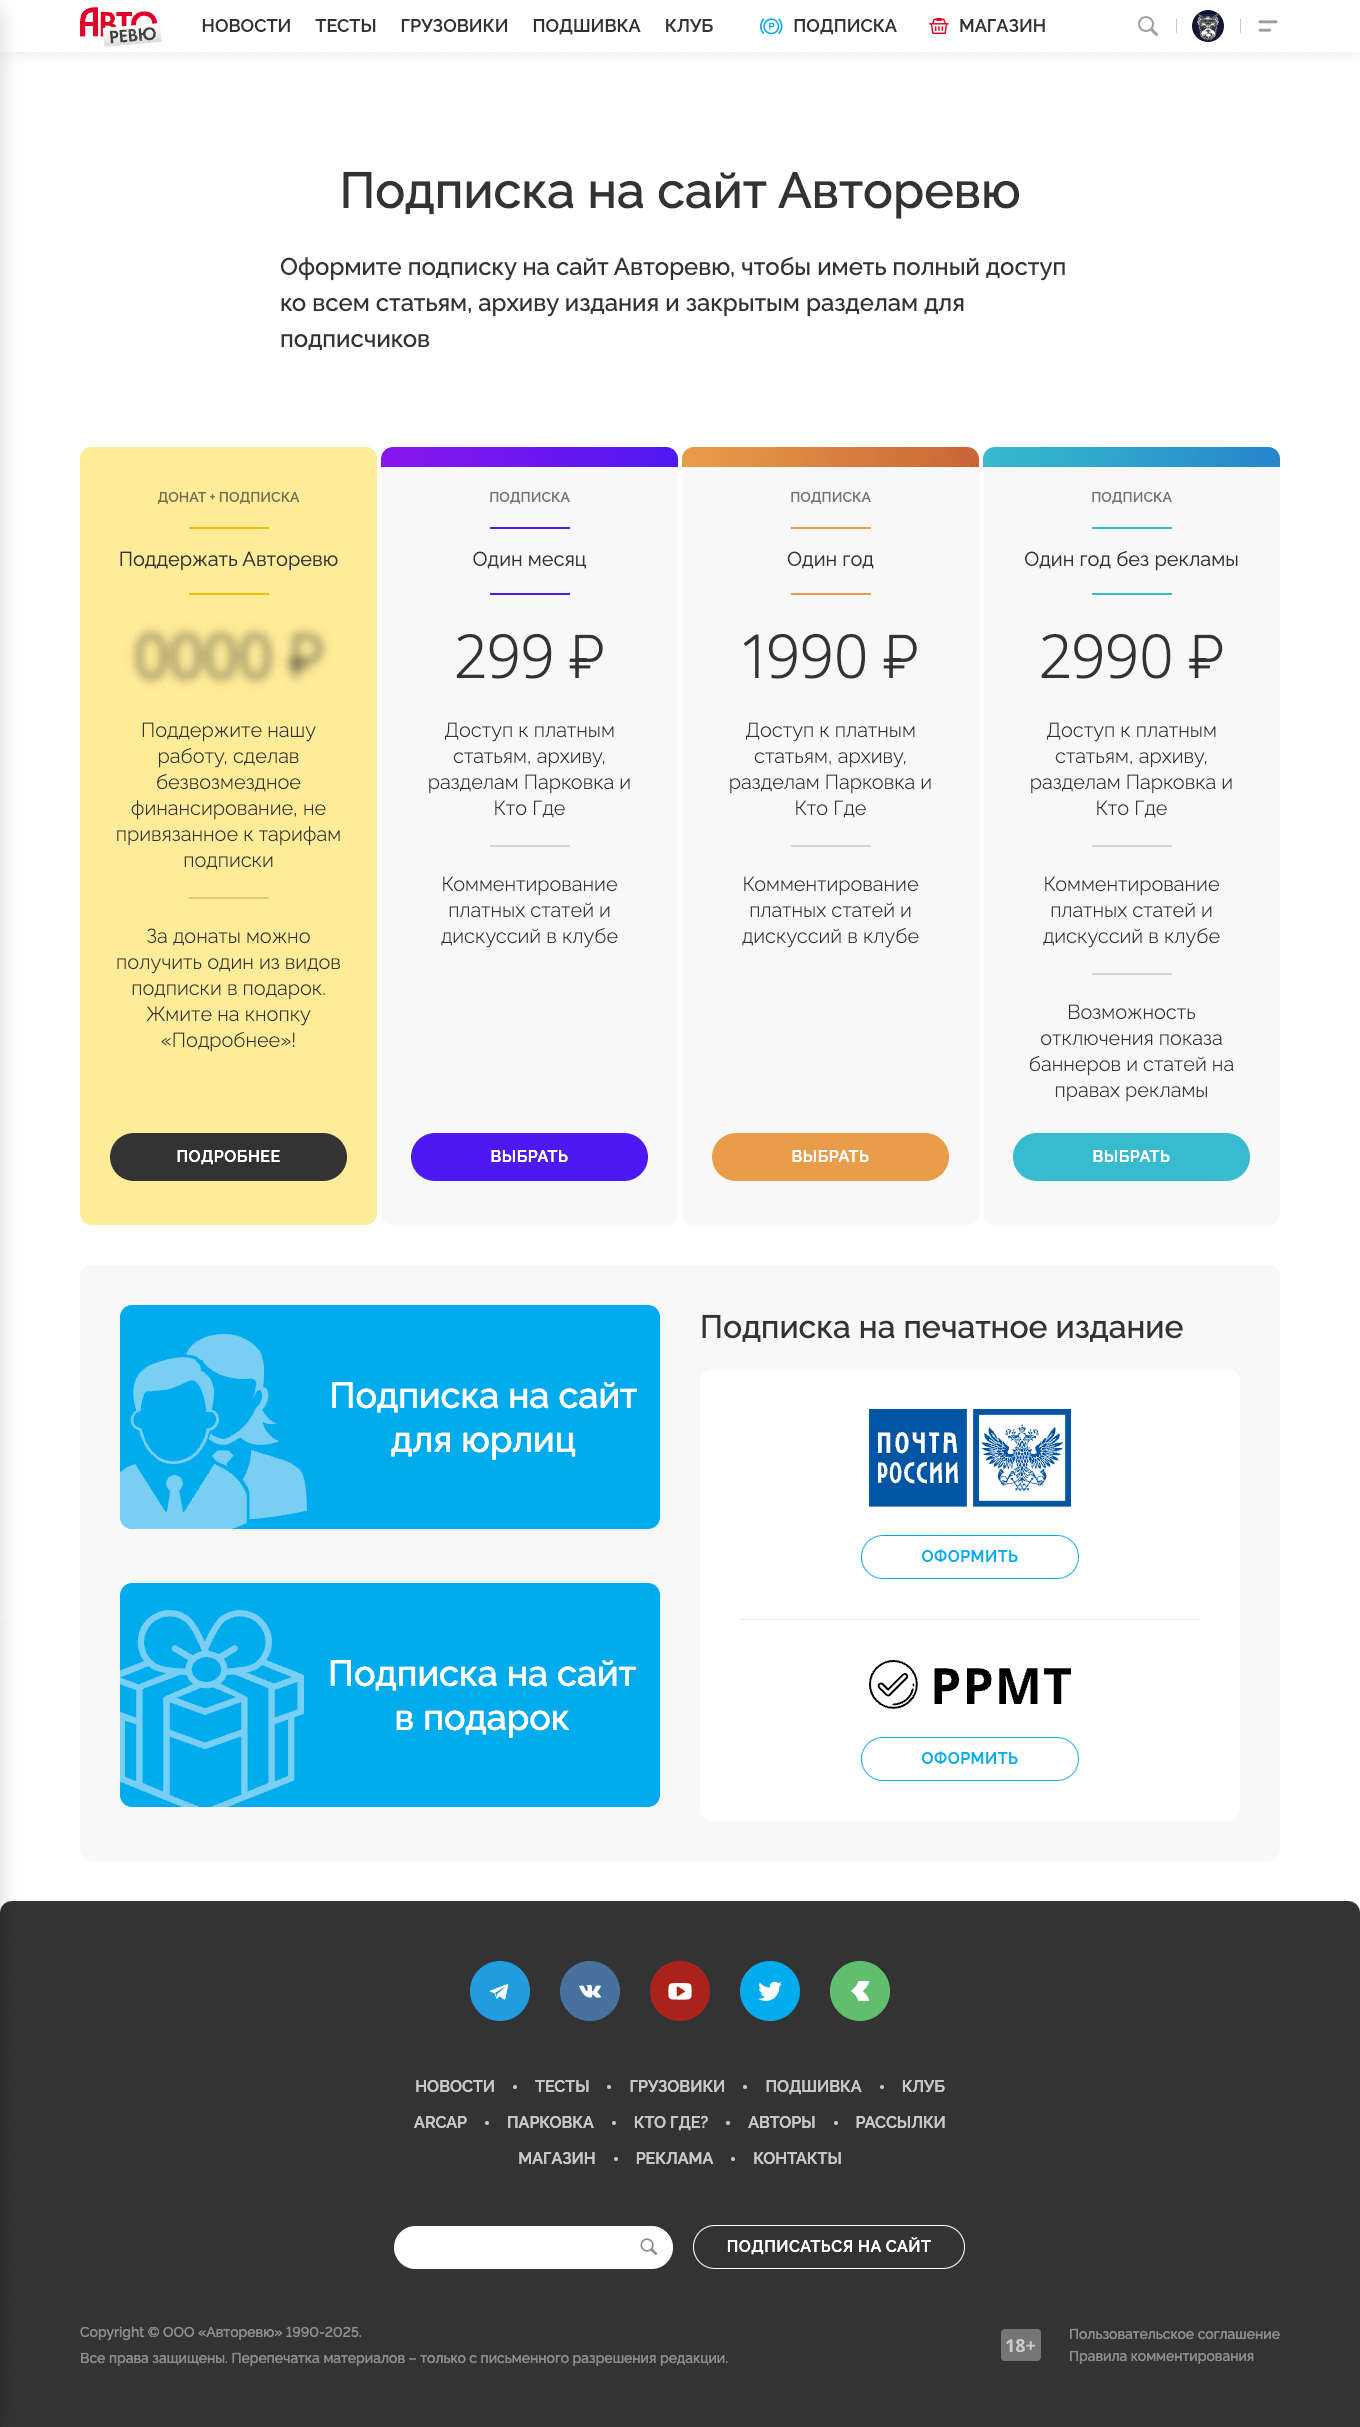 АВТО
РЕВЮ
НОВОСТИ ТЕСТЫ ГРУЗОВИКИ ПОДШИВКА КЛУБ ПОДПИСКА МАГАЗИН
Подписка на сайт Авторевю
Оформите подписку на сайт Авторевю, чтобы иметь полный доступ
ко всем статьям, архиву издания и закрытым разделам для
подписчиков
ДОНАТ + ПОДПИСКА
Поддержать Авторевю
0000 ₽
Поддержите нашу
работу, сделав
безвозмездное
финансирование, не
привязанное к тарифам
подписки
За донаты можно
получить один из видов
подписки в подарок.
Жмите на кнопку
«Подробнее»!
ПОДРОБНЕЕ
ПОДПИСКА
Один месяц
299 ₽
Доступ к платным
статьям, архиву,
разделам Парковка и
Кто Где
Комментирование
платных статей и
дискуссий в клубе
ВЫБРАТЬ
ПОДПИСКА
Один год
1990 ₽
Доступ к платным
статьям, архиву,
разделам Парковка и
Кто Где
Комментирование
платных статей и
дискуссий в клубе
ВЫБРАТЬ
ПОДПИСКА
Один год без рекламы
2990 ₽
Доступ к платным
статьям, архиву,
разделам Парковка и
Кто Где
Комментирование
платных статей и
дискуссий в клубе
Возможность
отключения показа
баннеров и статей на
правах рекламы
ВЫБРАТЬ
Подписка на сайт
для юрлиц
Подписка на сайт
в подарок
Подписка на печатное издание
ПОЧТА
РОССИИ
ОФОРМИТЬ
РРМТ
ОФОРМИТЬ
НОВОСТИ • ТЕСТЫ • ГРУЗОВИКИ • ПОДШИВКА • КЛУБ
ARCAP • ПАРКОВКА • КТО ГДЕ? • АВТОРЫ • РАССЫЛКИ
МАГАЗИН • РЕКЛАМА • КОНТАКТЫ
ПОДПИСАТЬСЯ НА САЙТ
Copyright © ООО «Авторевю» 1990-2025.
Все права защищены. Перепечатка материалов – только с письменного разрешения редакции.
18+
Пользовательское соглашение
Правила комментирования